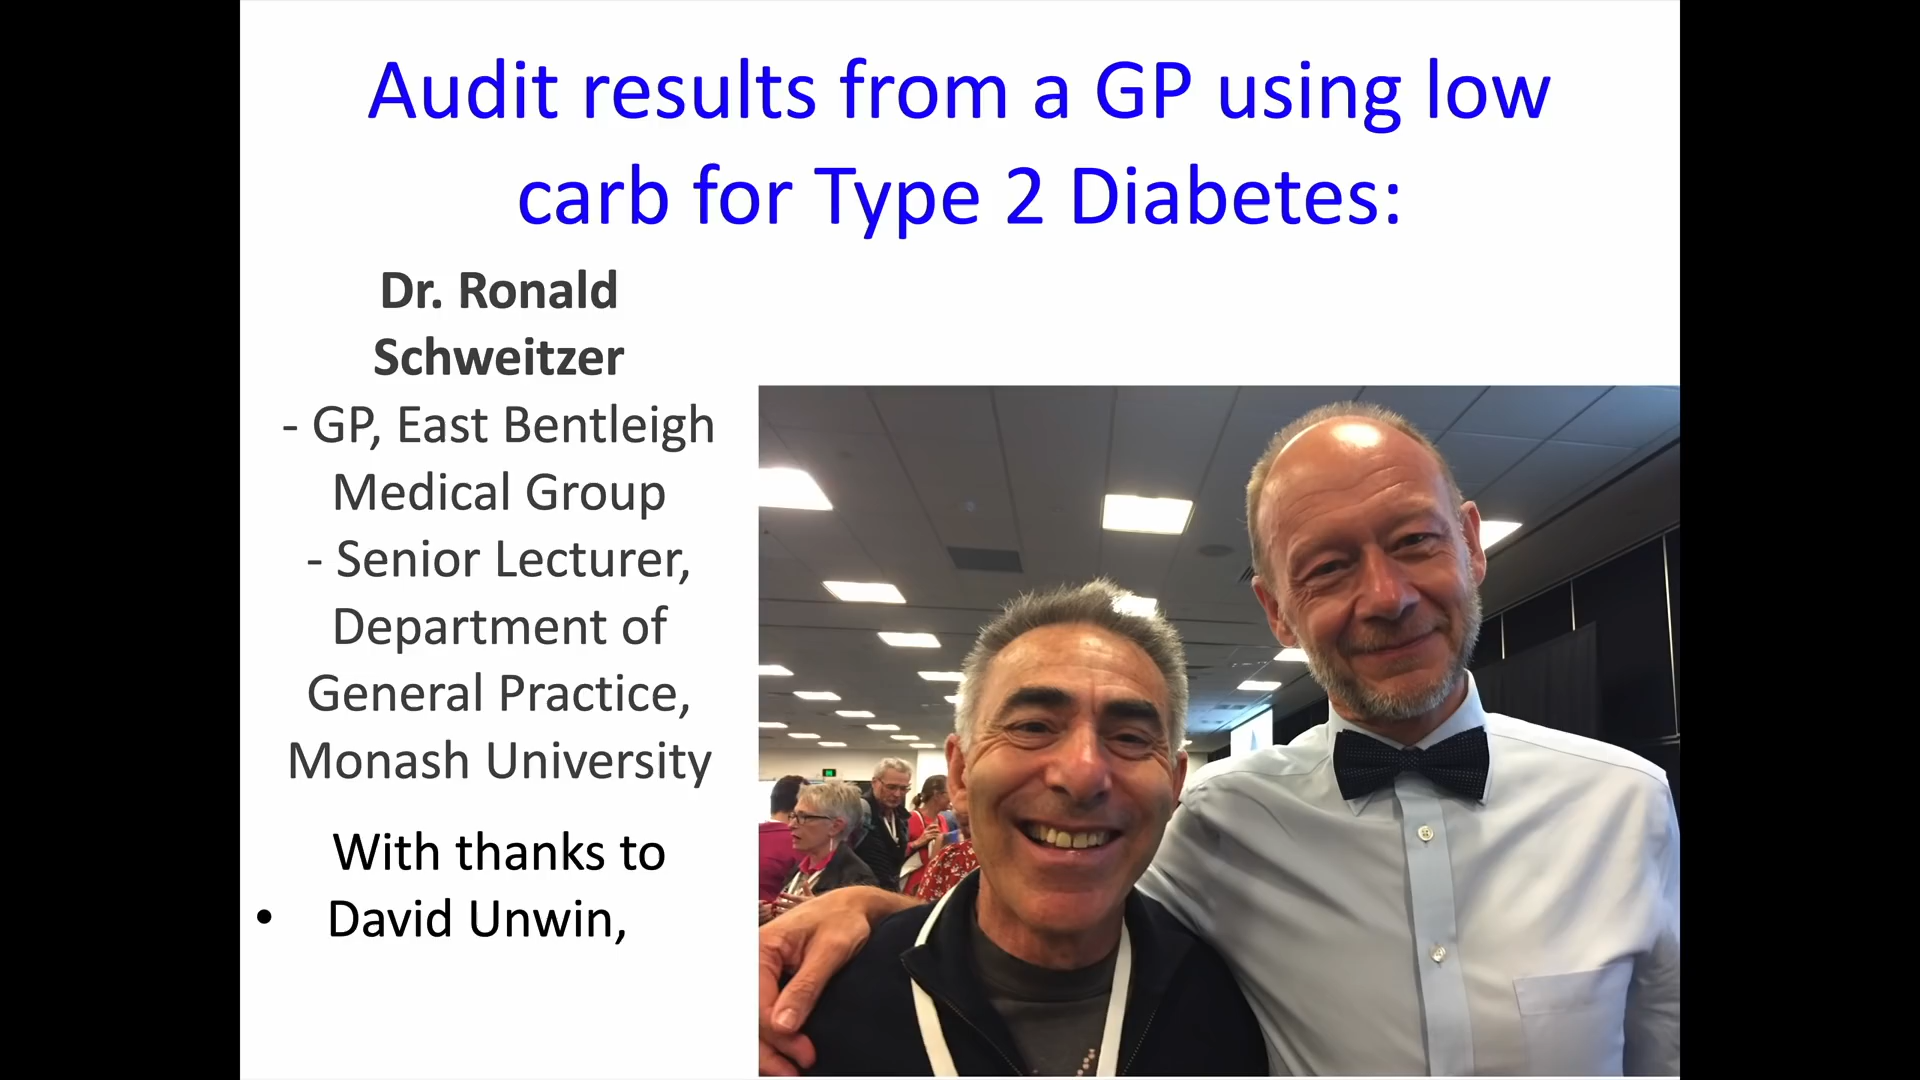 Audit results from a GP using low
carb for Type 2 Diabetes:
Dr. Ronald
Schweitzer
- GP, East Bentleigh
Medical Group
- Senior Lecturer,
Department of
General Practice,
Monash University
With thanks to
• David Unwin,